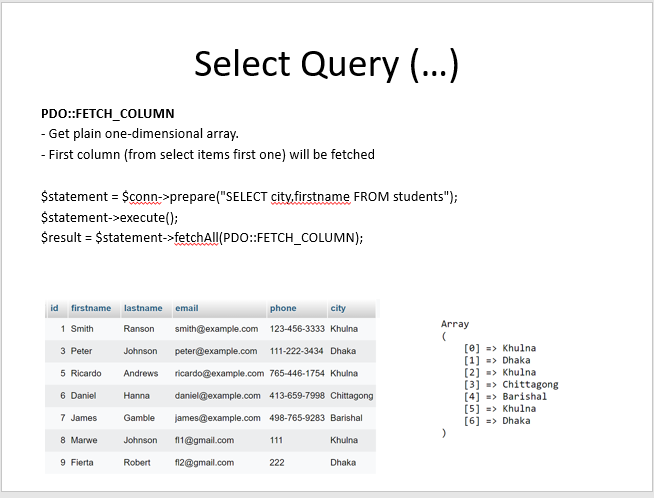 Select Query (…)
PDO::FETCH_COLUMN
- Get plain one-dimensional array.
- First column (from select items first one) will be fetched
$statement = $conn->prepare("SELECT city,firstname FROM students");
$statement->execute();
$result = $statement->fetchAll(PDO::FETCH_COLUMN);
id firstname lastname email phone city
1 Smith Ranson smith@example.com 123-456-3333 Khulna
3 Peter Johnson peter@example.com 111-222-3434 Dhaka
5 Ricardo Andrews ricardo@example.com 765-446-1754 Khulna
6 Daniel Hanna daniel@example.com 413-659-7998 Chittagong
7 James Gamble james@example.com 498-765-9283 Barishal
8 Marwe Johnson fl1@gmail.com 111 Khulna
9 Fierta Robert fl2@gmail.com 222 Dhaka
Array
(
[0] => Khulna
[1] => Dhaka
[2] => Khulna
[3] => Chittagong
[4] => Barishal
[5] => Khulna
[6] => Dhaka
)